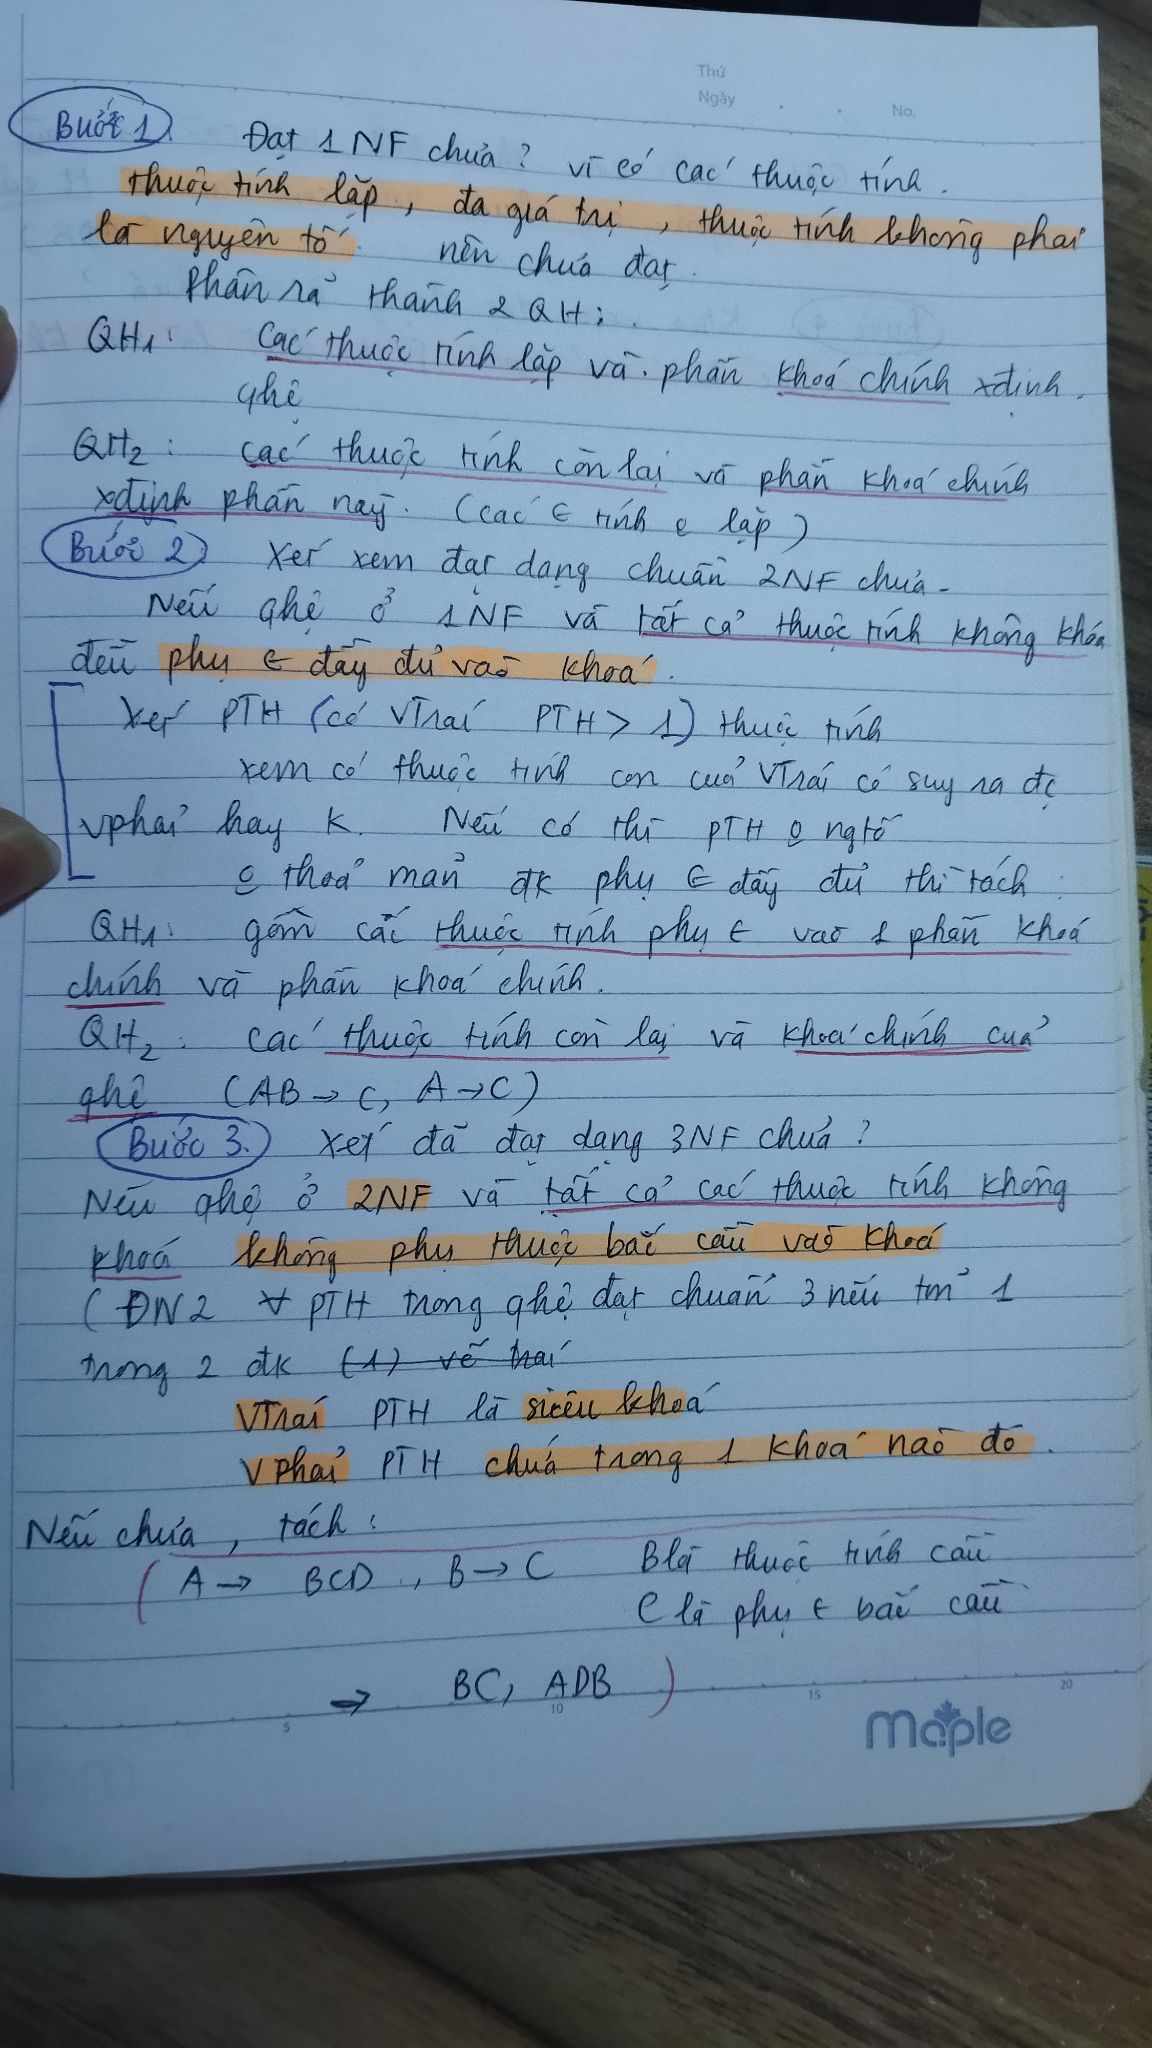 Thứ
Ngày
No.
Bước 1. Đạt 1NF chưa? vì có các thuộc tính.
thuộc tính lặp, đa giá trị, thuộc tính không phải
là nguyên tố nên chưa đạt.
Phân rã thành 2 QH:
QH1: Các thuộc tính lặp và phần khoá chính xđịnh.
ghệ
QH2: các thuộc tính còn lại và phần khoá chính
xđịnh phần này. (các ∈ tính o lặp)
Bước 2 Xét xem đạt dạng chuẩn 2NF chưa.
Nếu qhệ ở 1NF và tất cả thuộc tính không khóa
đều phụ ∈ đầy đủ vào khoá.
Xét PTH (có VTrái PTH > 1) thuộc tính
xem có thuộc tính con của VTrái có suy ra đc
vphải hay K. Nếu có thì PTH o ngtố
o thoả mãn đk phụ ∈ đầy đủ thì tách:
QH1: gồm các thuộc tính phụ ∈ vào 1 phần khoá
chính và phần khoá chính.
QH2: các thuộc tính còn lại và khoá chính của
qhệ (AB → C, A → C)
Bước 3. Xét đã đạt dạng 3NF chưa?
Nếu qhệ ở 2NF và tất cả các thuộc tính không
khoá không phụ thuộc bắc cầu vào khoá
(ĐN2 ∀ PTH trong qhệ đạt chuẩn 3 nếu tm 1
trong 2 đk (1) vế trái
VTrái PTH là siêu khoá
Vphải PTH chứa trong 1 khoá nào đó.
Nếu chưa, tách:
( A → BCD, B → C B là thuộc tính cầu
C là phụ ∈ bắc cầu
→ BC, ADB )
5 10 15 20
maple